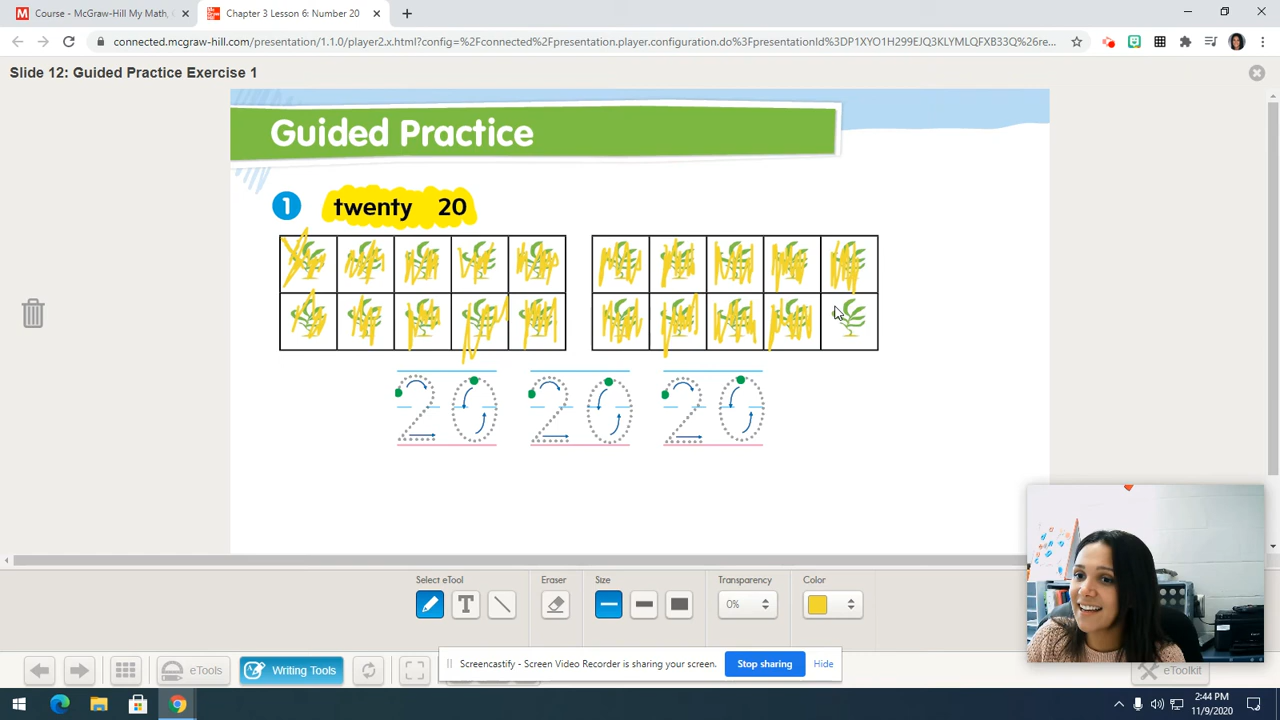 Course - McGraw-Hill My Math,
Chapter 3 Lesson 6: Number 20
connected.mcgraw-hill.com/presentation/1.1.0/player2.x.html?config=%2Fconnected%2Fpresentation.player.configuration.do%3FpresentationId%3DP1XYO1H299EJQ3KLYMLQFXB33Q%26re...
Slide 12: Guided Practice Exercise 1
Guided Practice
1 twenty 20
20 20 20
Select eTool
Eraser
Size
Transparency
Color
T
0%
eTools
Writing Tools
eToolkit
Screencastify - Screen Video Recorder is sharing your screen.
Stop sharing
Hide
2:44 PM
11/9/2020